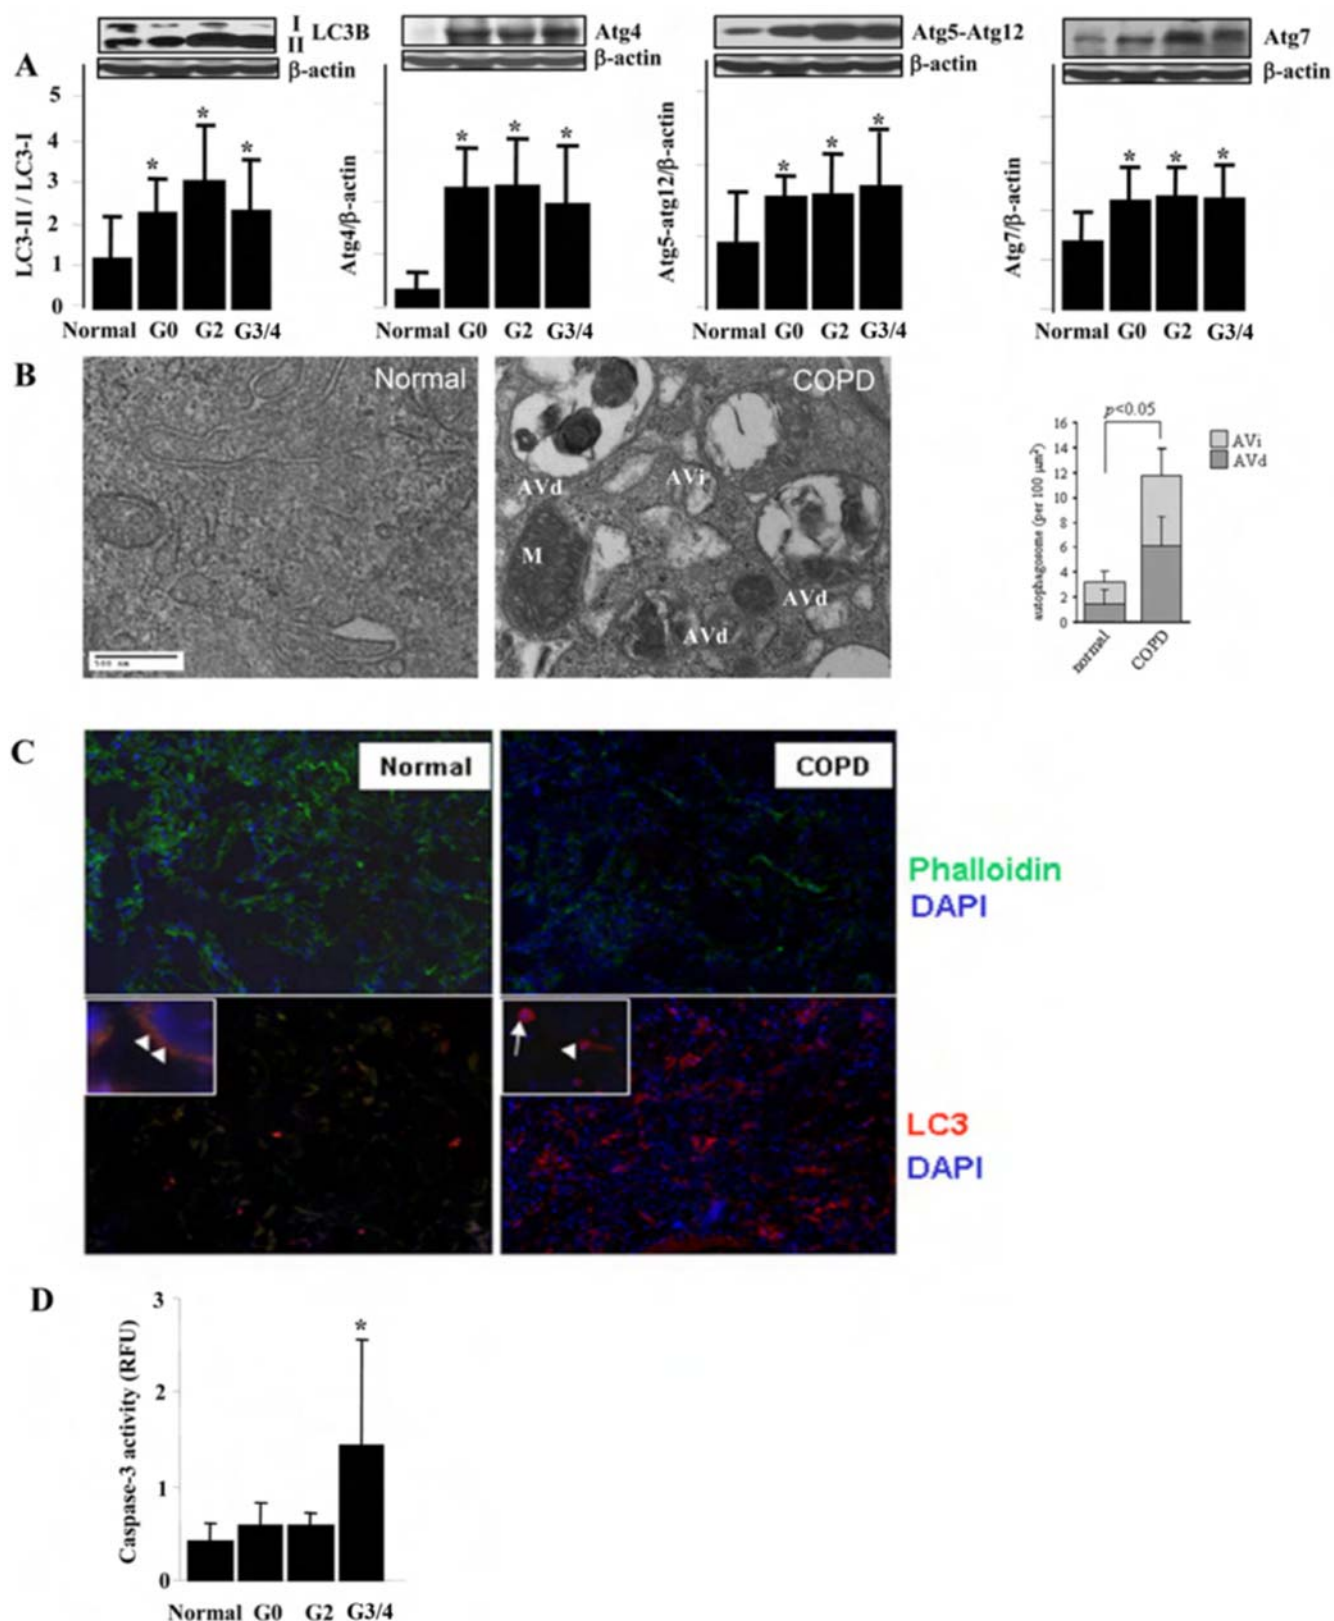 A
I
II LC3B
β-actin
Atg4
β-actin
Atg5-Atg12
β-actin
Atg7
β-actin
LC3-II / LC3-I
5
4
3
2
1
0
* * *
Normal G0 G2 G3/4
Atg4/β-actin
* * *
Normal G0 G2 G3/4
Atg5-atg12/β-actin
* * *
Normal G0 G2 G3/4
Atg7/β-actin
* * *
Normal G0 G2 G3/4
B
Normal
500 nm
COPD
AVd
AVi
M
AVd
AVd
autophagosome (per 100 μm²)
16
14
12
10
8
6
4
2
0
p<0.05
AVi
AVd
normal
COPD
C
Normal
COPD
Phalloidin
DAPI
LC3
DAPI
D
Caspase-3 activity (RFU)
3
2
1
0
*
Normal G0 G2 G3/4